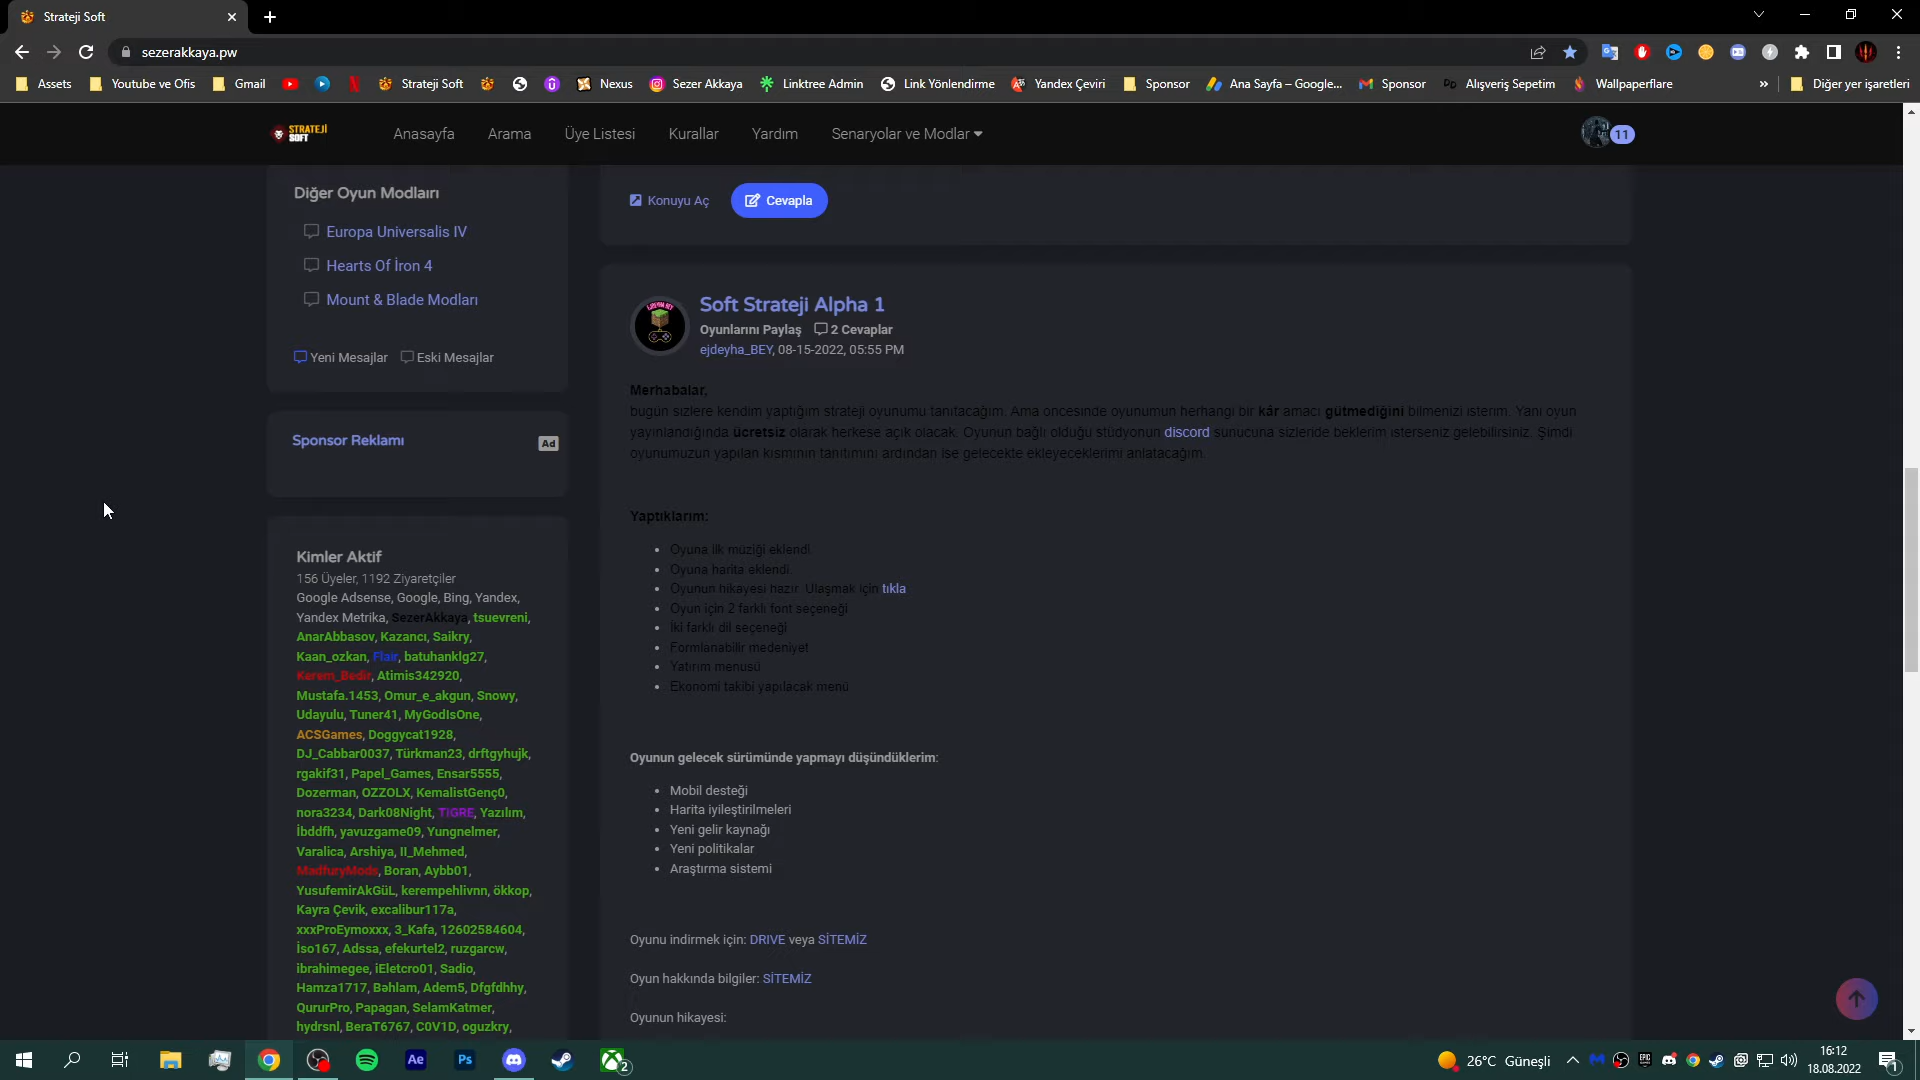 Strateji Soft
sezerakkaya.pw
Assets
Youtube ve Ofis
Gmail
Strateji Soft
Nexus
Sezer Akkaya
Linktree Admin
Link Yönlendirme
Yandex Çeviri
Sponsor
Ana Sayfa – Google...
Sponsor
Alışveriş Sepetim
Wallpaperflare
»
Diğer yer işaretleri
STRATEJİ
SOFT
Anasayfa
Arama
Üye Listesi
Kurallar
Yardım
Senaryolar ve Modlar
11
Diğer Oyun Modlaırı
Europa Universalis IV
Hearts Of İron 4
Mount & Blade Modları
Yeni Mesajlar Eski Mesajlar
Sponsor Reklamı
Ad
Kimler Aktif
156 Üyeler, 1192 Ziyaretçiler
Google Adsense, Google, Bing, Yandex,
Yandex Metrika, SezerAkkaya, tsuevreni,
AnarAbbasov, Kazancı, Saikry,
Kaan_ozkan, Flair, batuhanklg27,
Kerem_Bedir, Atimis342920,
Mustafa.1453, Omur_e_akgun, Snowy,
Udayulu, Tuner41, MyGodIsOne,
ACSGames, Doggycat1928,
DJ_Cabbar0037, Türkman23, drftgyhujk,
rgakif31, Papel_Games, Ensar5555,
Dozerman, OZZOLX, KemalistGenç0,
nora3234, Dark08Night, TIGRE, Yazılım,
İbddfh, yavuzgame09, Yungnelmer,
Varalica, Arshiya, II_Mehmed,
MadfuryMods, Boran, Aybb01,
YusufemirAkGüL, kerempehlivnn, ökkop,
Kayra Çevik, excalibur117a,
xxxProEymoxxx, 3_Kafa, 12602584604,
İso167, Adssa, efekurtel2, ruzgarcw,
ibrahimegee, iEletcro01, Sadio,
Hamza1717, Bəhlam, Adem5, Dfgfdhhy,
QururPro, Papagan, SelamKatmer,
hydrsnl, BeraT6767, C0V1D, oguzkry,
Konuyu Aç
Cevapla
Soft Strateji Alpha 1
Oyunlarını Paylaş 2 Cevaplar
ejdeyha_BEY, 08-15-2022, 05:55 PM
Merhabalar,
bugün sizlere kendim yaptığım strateji oyunumu tanıtacağım. Ama öncesinde oyunumun herhangi bir kâr amacı gütmediğini bilmenizi isterim. Yani oyun
yayınlandığında ücretsiz olarak herkese açık olacak. Oyunun bağlı olduğu stüdyonun discord sunucuna sizleride beklerim isterseniz gelebilirsiniz. Şimdi
oyunumuzun yapılan kısmının tanıtımını ardından ise gelecekte ekleyeceklerimi anlatacağım.
Yaptıklarım:
Oyuna ilk müziği eklendi.
Oyuna harita eklendi.
Oyunun hikayesi hazır. Ulaşmak için tıkla
Oyun için 2 farklı font seçeneği
İki farklı dil seçeneği
Formlanabilir medeniyet
Yatırım menüsü
Ekonomi takibi yapılacak menü
Oyunun gelecek sürümünde yapmayı düşündüklerim:
Mobil desteği
Harita iyileştirilmeleri
Yeni gelir kaynağı
Yeni politikalar
Araştırma sistemi
Oyunu indirmek için: DRIVE veya SİTEMİZ
Oyun hakkında bilgiler: SİTEMİZ
Oyunun hikayesi:
Ae
Ps
2
26°C Güneşli
16:12
18.08.2022
1